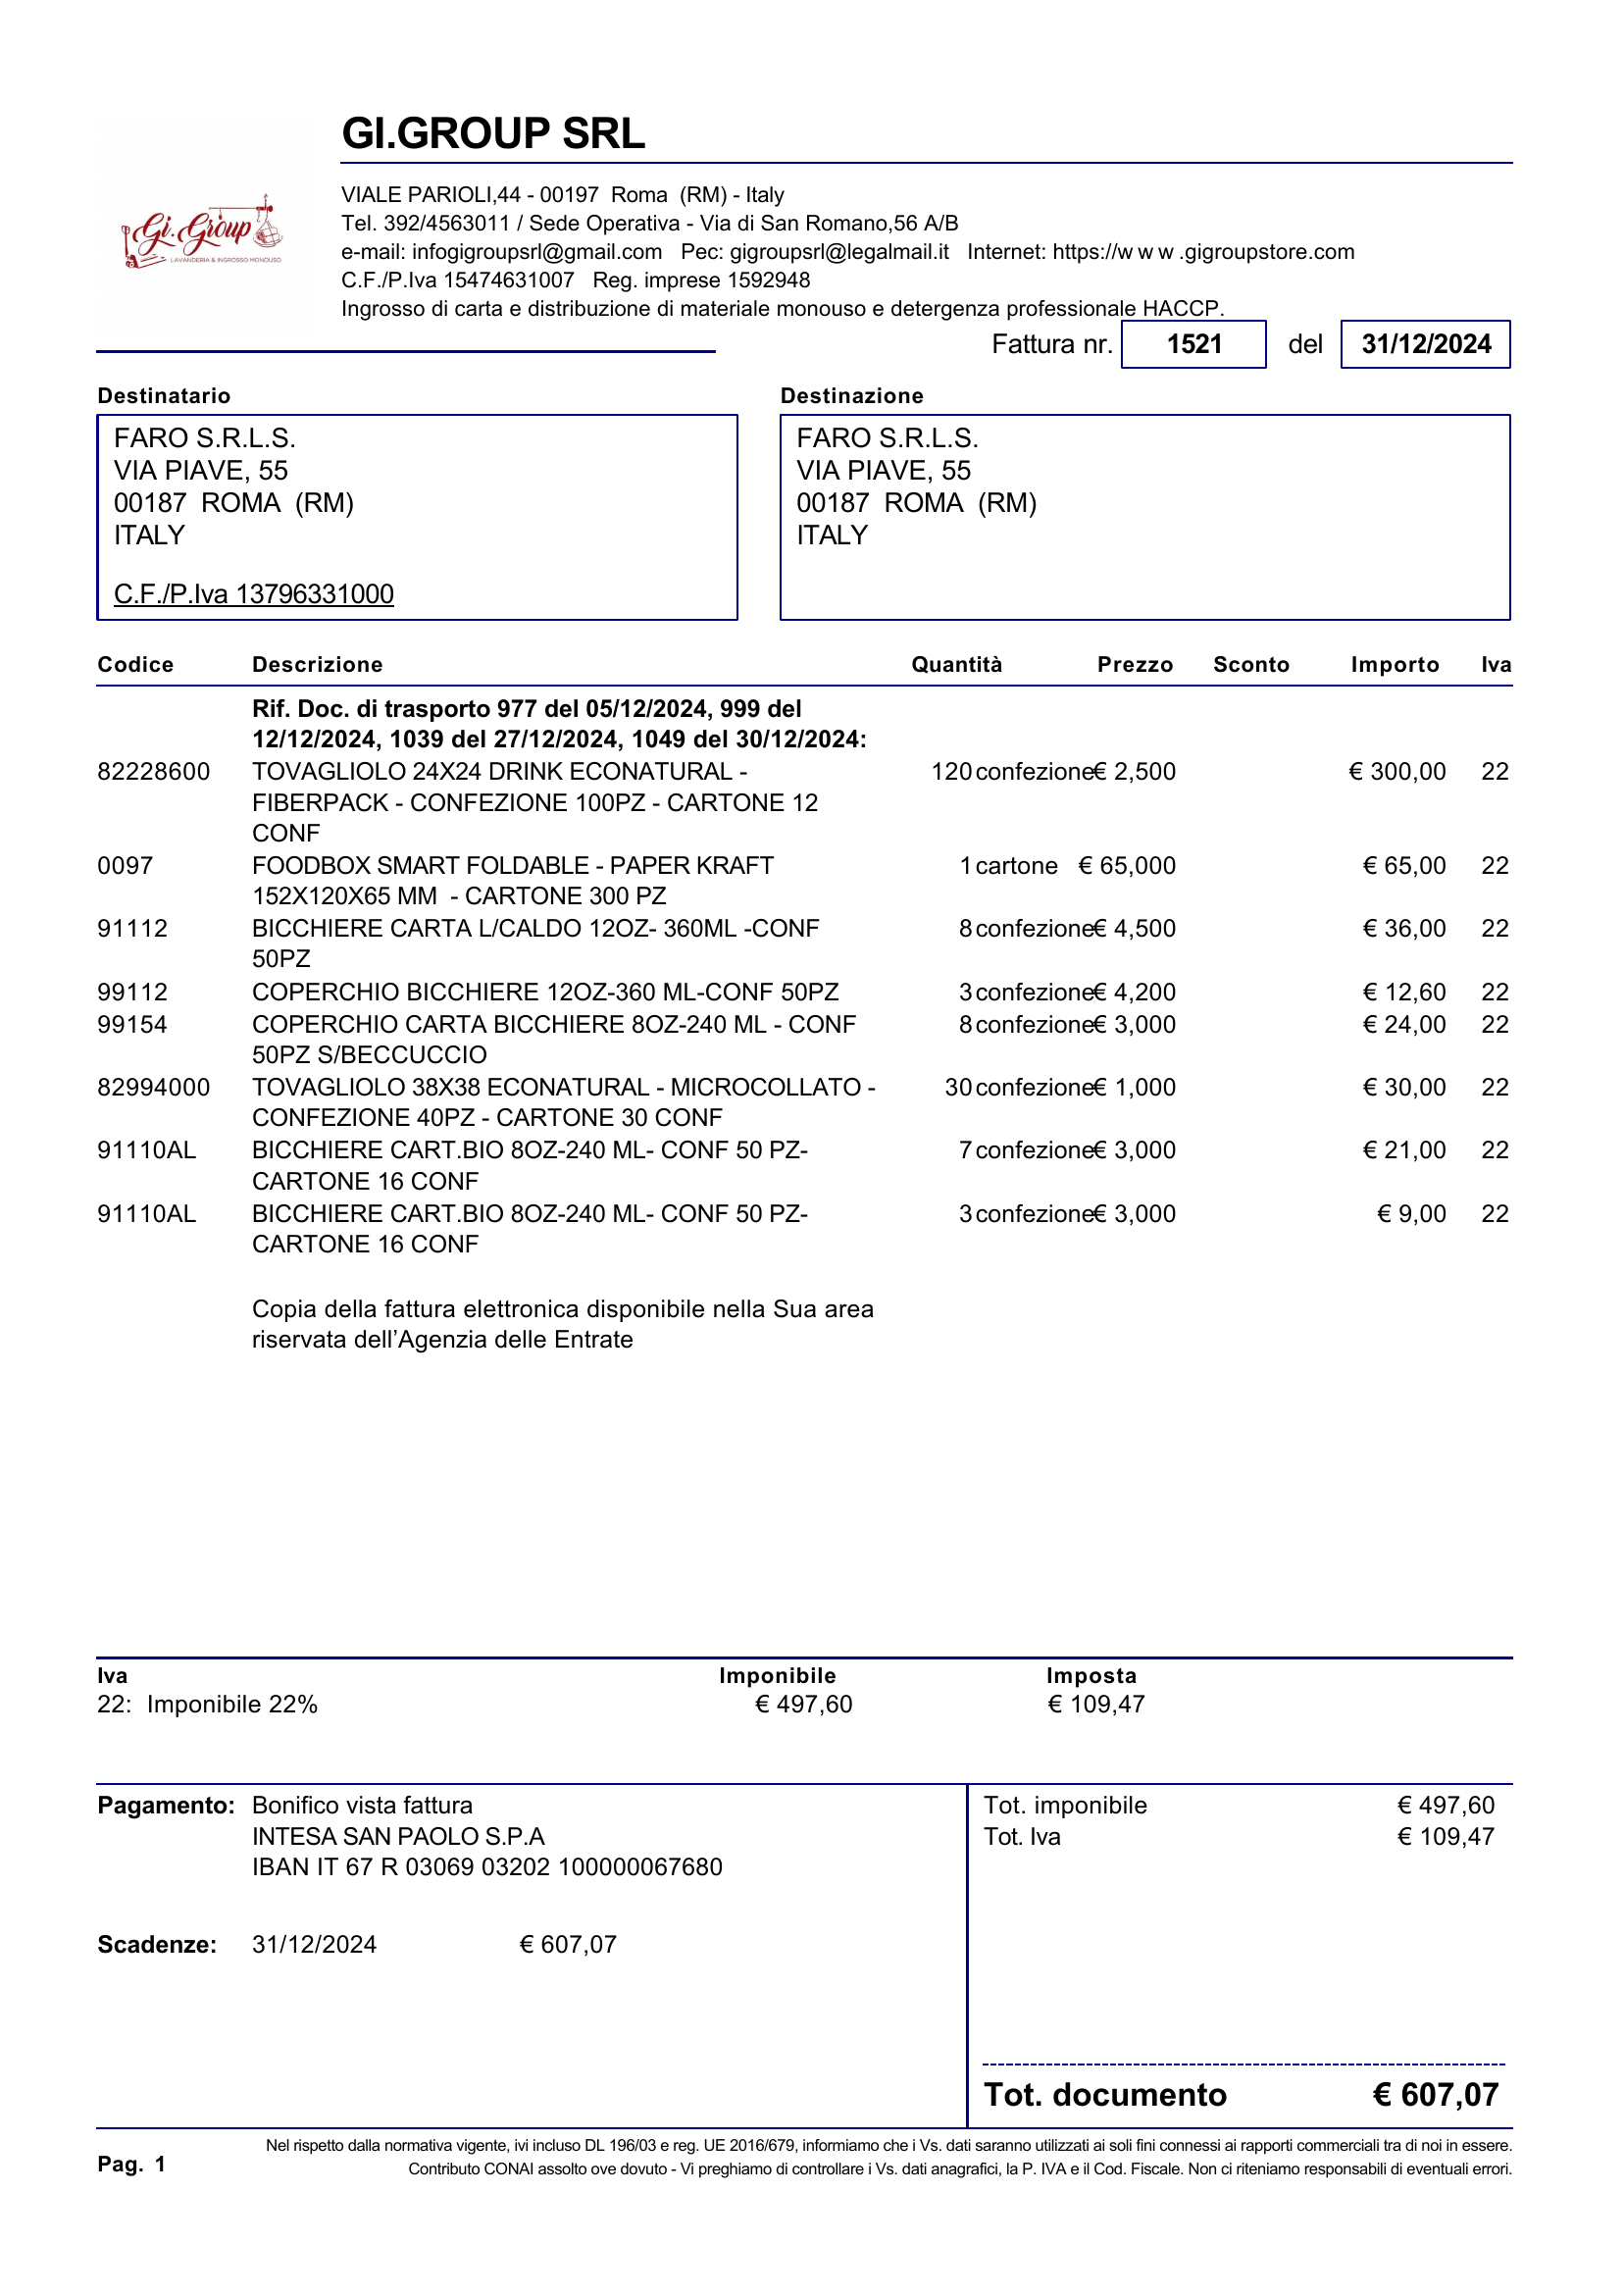 GI.GROUP SRL
Gi.Group
LAVANDERIA & INGROSSO MONOUSO
VIALE PARIOLI,44 - 00197  Roma  (RM) - Italy
Tel. 392/4563011 / Sede Operativa - Via di San Romano,56 A/B
e-mail: infogigroupsrl@gmail.com   Pec: gigroupsrl@legalmail.it   Internet: https://www.gigroupstore.com
C.F./P.Iva 15474631007   Reg. imprese 1592948
Ingrosso di carta e distribuzione di materiale monouso e detergenza professionale HACCP.
Fattura nr. 1521 del 31/12/2024
Destinatario Destinazione
FARO S.R.L.S. FARO S.R.L.S.
VIA PIAVE, 55 VIA PIAVE, 55
00187  ROMA  (RM) 00187  ROMA  (RM)
ITALY ITALY
C.F./P.Iva 13796331000
Codice Descrizione Quantità Prezzo Sconto Importo Iva
Rif. Doc. di trasporto 977 del 05/12/2024, 999 del
12/12/2024, 1039 del 27/12/2024, 1049 del 30/12/2024:
82228600 TOVAGLIOLO 24X24 DRINK ECONATURAL - 120 confezione € 2,500 € 300,00 22
FIBERPACK - CONFEZIONE 100PZ - CARTONE 12
CONF
0097 FOODBOX SMART FOLDABLE - PAPER KRAFT 1 cartone € 65,000 € 65,00 22
152X120X65 MM  - CARTONE 300 PZ
91112 BICCHIERE CARTA L/CALDO 12OZ- 360ML -CONF 8 confezione € 4,500 € 36,00 22
50PZ
99112 COPERCHIO BICCHIERE 12OZ-360 ML-CONF 50PZ 3 confezione € 4,200 € 12,60 22
99154 COPERCHIO CARTA BICCHIERE 8OZ-240 ML - CONF 8 confezione € 3,000 € 24,00 22
50PZ S/BECCUCCIO
82994000 TOVAGLIOLO 38X38 ECONATURAL - MICROCOLLATO - 30 confezione € 1,000 € 30,00 22
CONFEZIONE 40PZ - CARTONE 30 CONF
91110AL BICCHIERE CART.BIO 8OZ-240 ML- CONF 50 PZ- 7 confezione € 3,000 € 21,00 22
CARTONE 16 CONF
91110AL BICCHIERE CART.BIO 8OZ-240 ML- CONF 50 PZ- 3 confezione € 3,000 € 9,00 22
CARTONE 16 CONF
Copia della fattura elettronica disponibile nella Sua area
riservata dell’Agenzia delle Entrate
Iva Imponibile Imposta
22:  Imponibile 22% € 497,60 € 109,47
Pagamento: Bonifico vista fattura Tot. imponibile € 497,60
INTESA SAN PAOLO S.P.A Tot. Iva € 109,47
IBAN IT 67 R 03069 03202 100000067680
Scadenze: 31/12/2024 € 607,07
Tot. documento € 607,07
Nel rispetto dalla normativa vigente, ivi incluso DL 196/03 e reg. UE 2016/679, informiamo che i Vs. dati saranno utilizzati ai soli fini connessi ai rapporti commerciali tra di noi in essere.
Pag. 1 Contributo CONAI assolto ove dovuto - Vi preghiamo di controllare i Vs. dati anagrafici, la P. IVA e il Cod. Fiscale. Non ci riteniamo responsabili di eventuali errori.